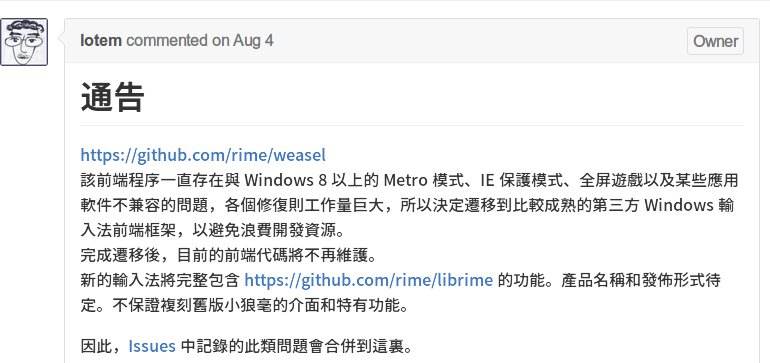 lotem commented on Aug 4
Owner
通告
https://github.com/rime/weasel
該前端程序一直存在與 Windows 8 以上的 Metro 模式、IE 保護模式、全屏遊戲以及某些應用
軟件不兼容的問題，各個修復則工作量巨大，所以決定遷移到比較成熟的第三方 Windows 輸
入法前端框架，以避免浪費開發資源。
完成遷移後，目前的前端代碼將不再維護。
新的輸入法將完整包含 https://github.com/rime/librime 的功能。產品名稱和發佈形式待
定。不保證複刻舊版小狼毫的介面和特有功能。
因此，Issues 中記錄的此類問題會合併到這裏。